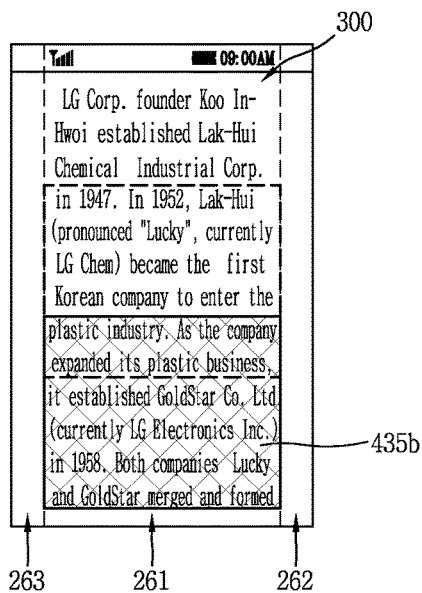 300
09:00AM
LG Corp. founder Koo In-
Hwoi established Lak-Hui
Chemical Industrial Corp.
in 1947. In 1952, Lak-Hui
(pronounced "Lucky", currently
LG Chem) became the first
Korean company to enter the
plastic industry. As the company
expanded its plastic business,
it established GoldStar Co. Ltd
(currently LG Electronics Inc.)
in 1958. Both companies Lucky
and GoldStar merged and formed
435b
263 261 262